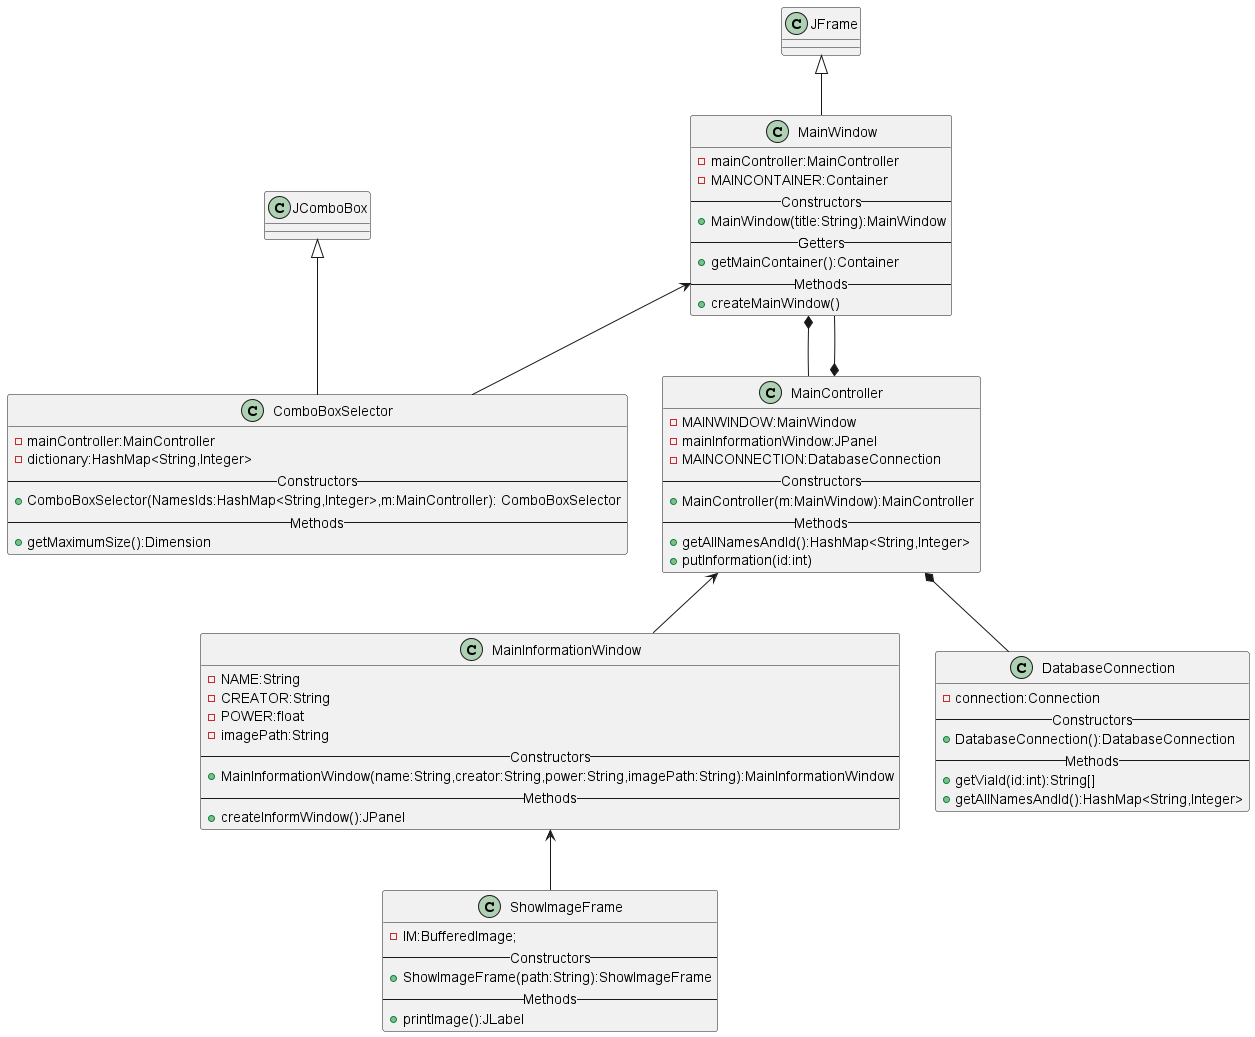 C JFrame
C MainWindow
mainController:MainController
MAINCONTAINER:Container
Constructors
MainWindow(title:String):MainWindow
Getters
getMainContainer():Container
Methods
createMainWindow()
C JComboBox
C ComboBoxSelector
mainController:MainController
dictionary:HashMap<String,Integer>
Constructors
ComboBoxSelector(NamesIds:HashMap<String,Integer>,m:MainController): ComboBoxSelector
Methods
getMaximumSize():Dimension
C MainController
MAINWINDOW:MainWindow
mainInformationWindow:JPanel
MAINCONNECTION:DatabaseConnection
Constructors
MainController(m:MainWindow):MainController
Methods
getAllNamesAndId():HashMap<String,Integer>
putInformation(id:int)
C MainInformationWindow
NAME:String
CREATOR:String
POWER:float
imagePath:String
Constructors
MainInformationWindow(name:String,creator:String,power:String,imagePath:String):MainInformationWindow
Methods
createInformWindow():JPanel
C DatabaseConnection
connection:Connection
Constructors
DatabaseConnection():DatabaseConnection
Methods
getViaId(id:int):String[]
getAllNamesAndId():HashMap<String,Integer>
C ShowImageFrame
IM:BufferedImage;
Constructors
ShowImageFrame(path:String):ShowImageFrame
Methods
printImage():JLabel